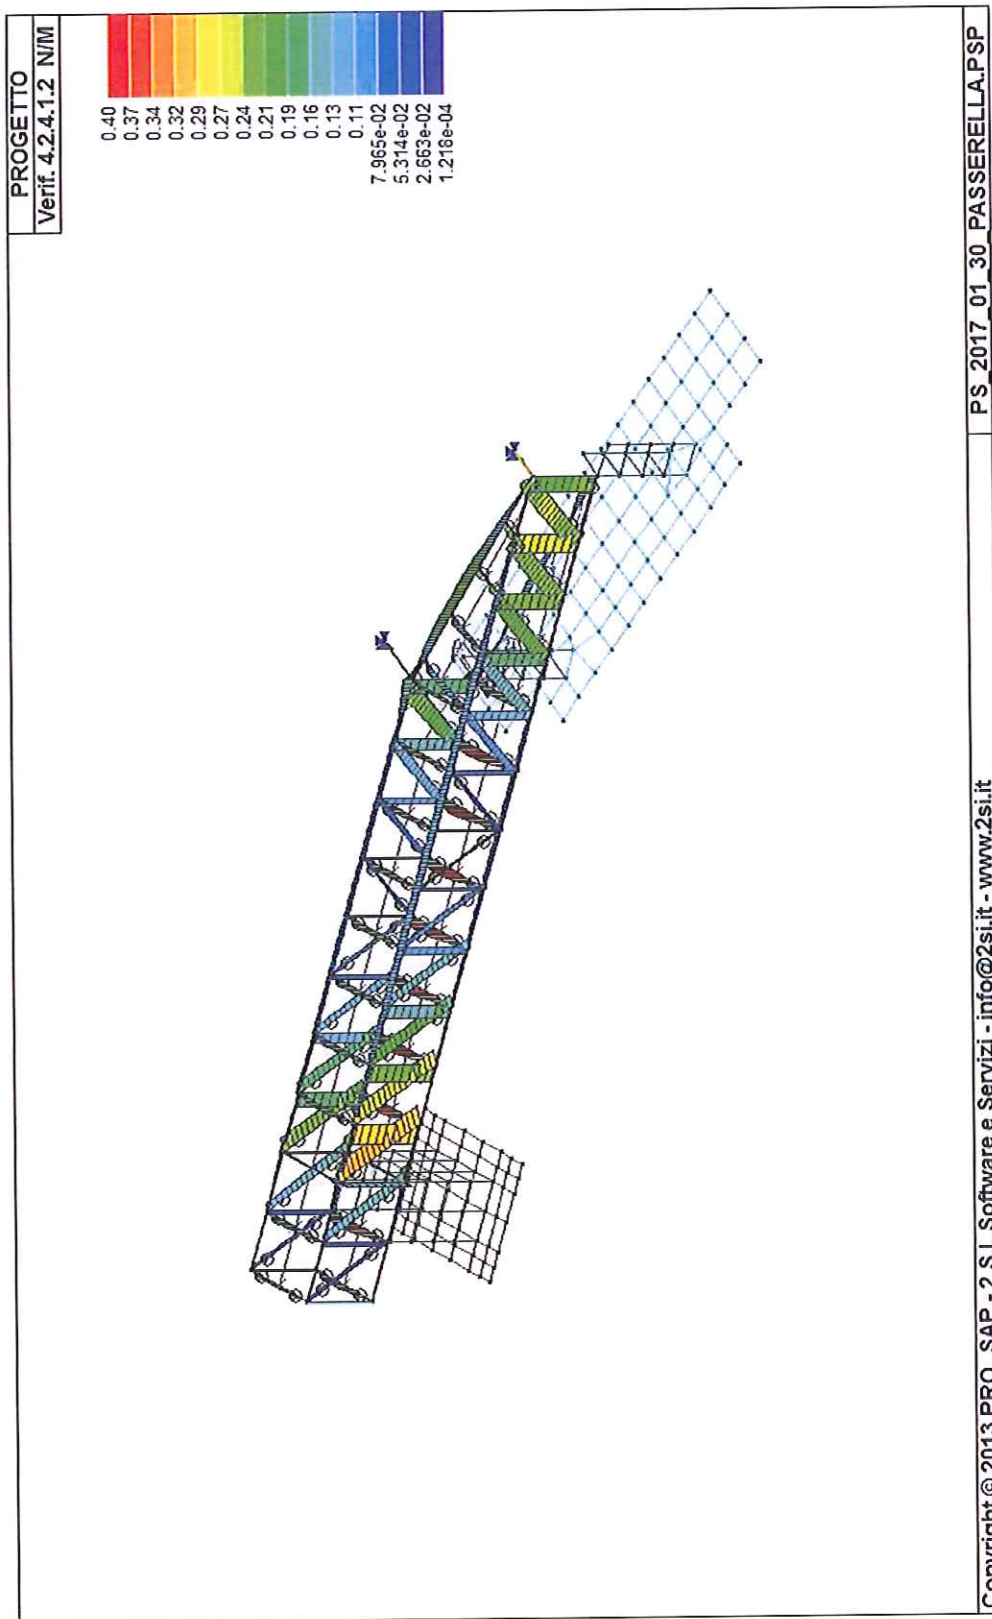 PROGETTO
Verif. 4.2.4.1.2 N/M
0.40
0.37
0.34
0.32
0.29
0.27
0.24
0.21
0.19
0.16
0.13
0.11
7.965e-02
5.314e-02
2.663e-02
1.218e-04
Copyright © 2013 PRO_SAP - 2 S.I. Software e Servizi - info@2si.it - www.2si.it
PS_2017_01_30_PASSERELLA.PSP